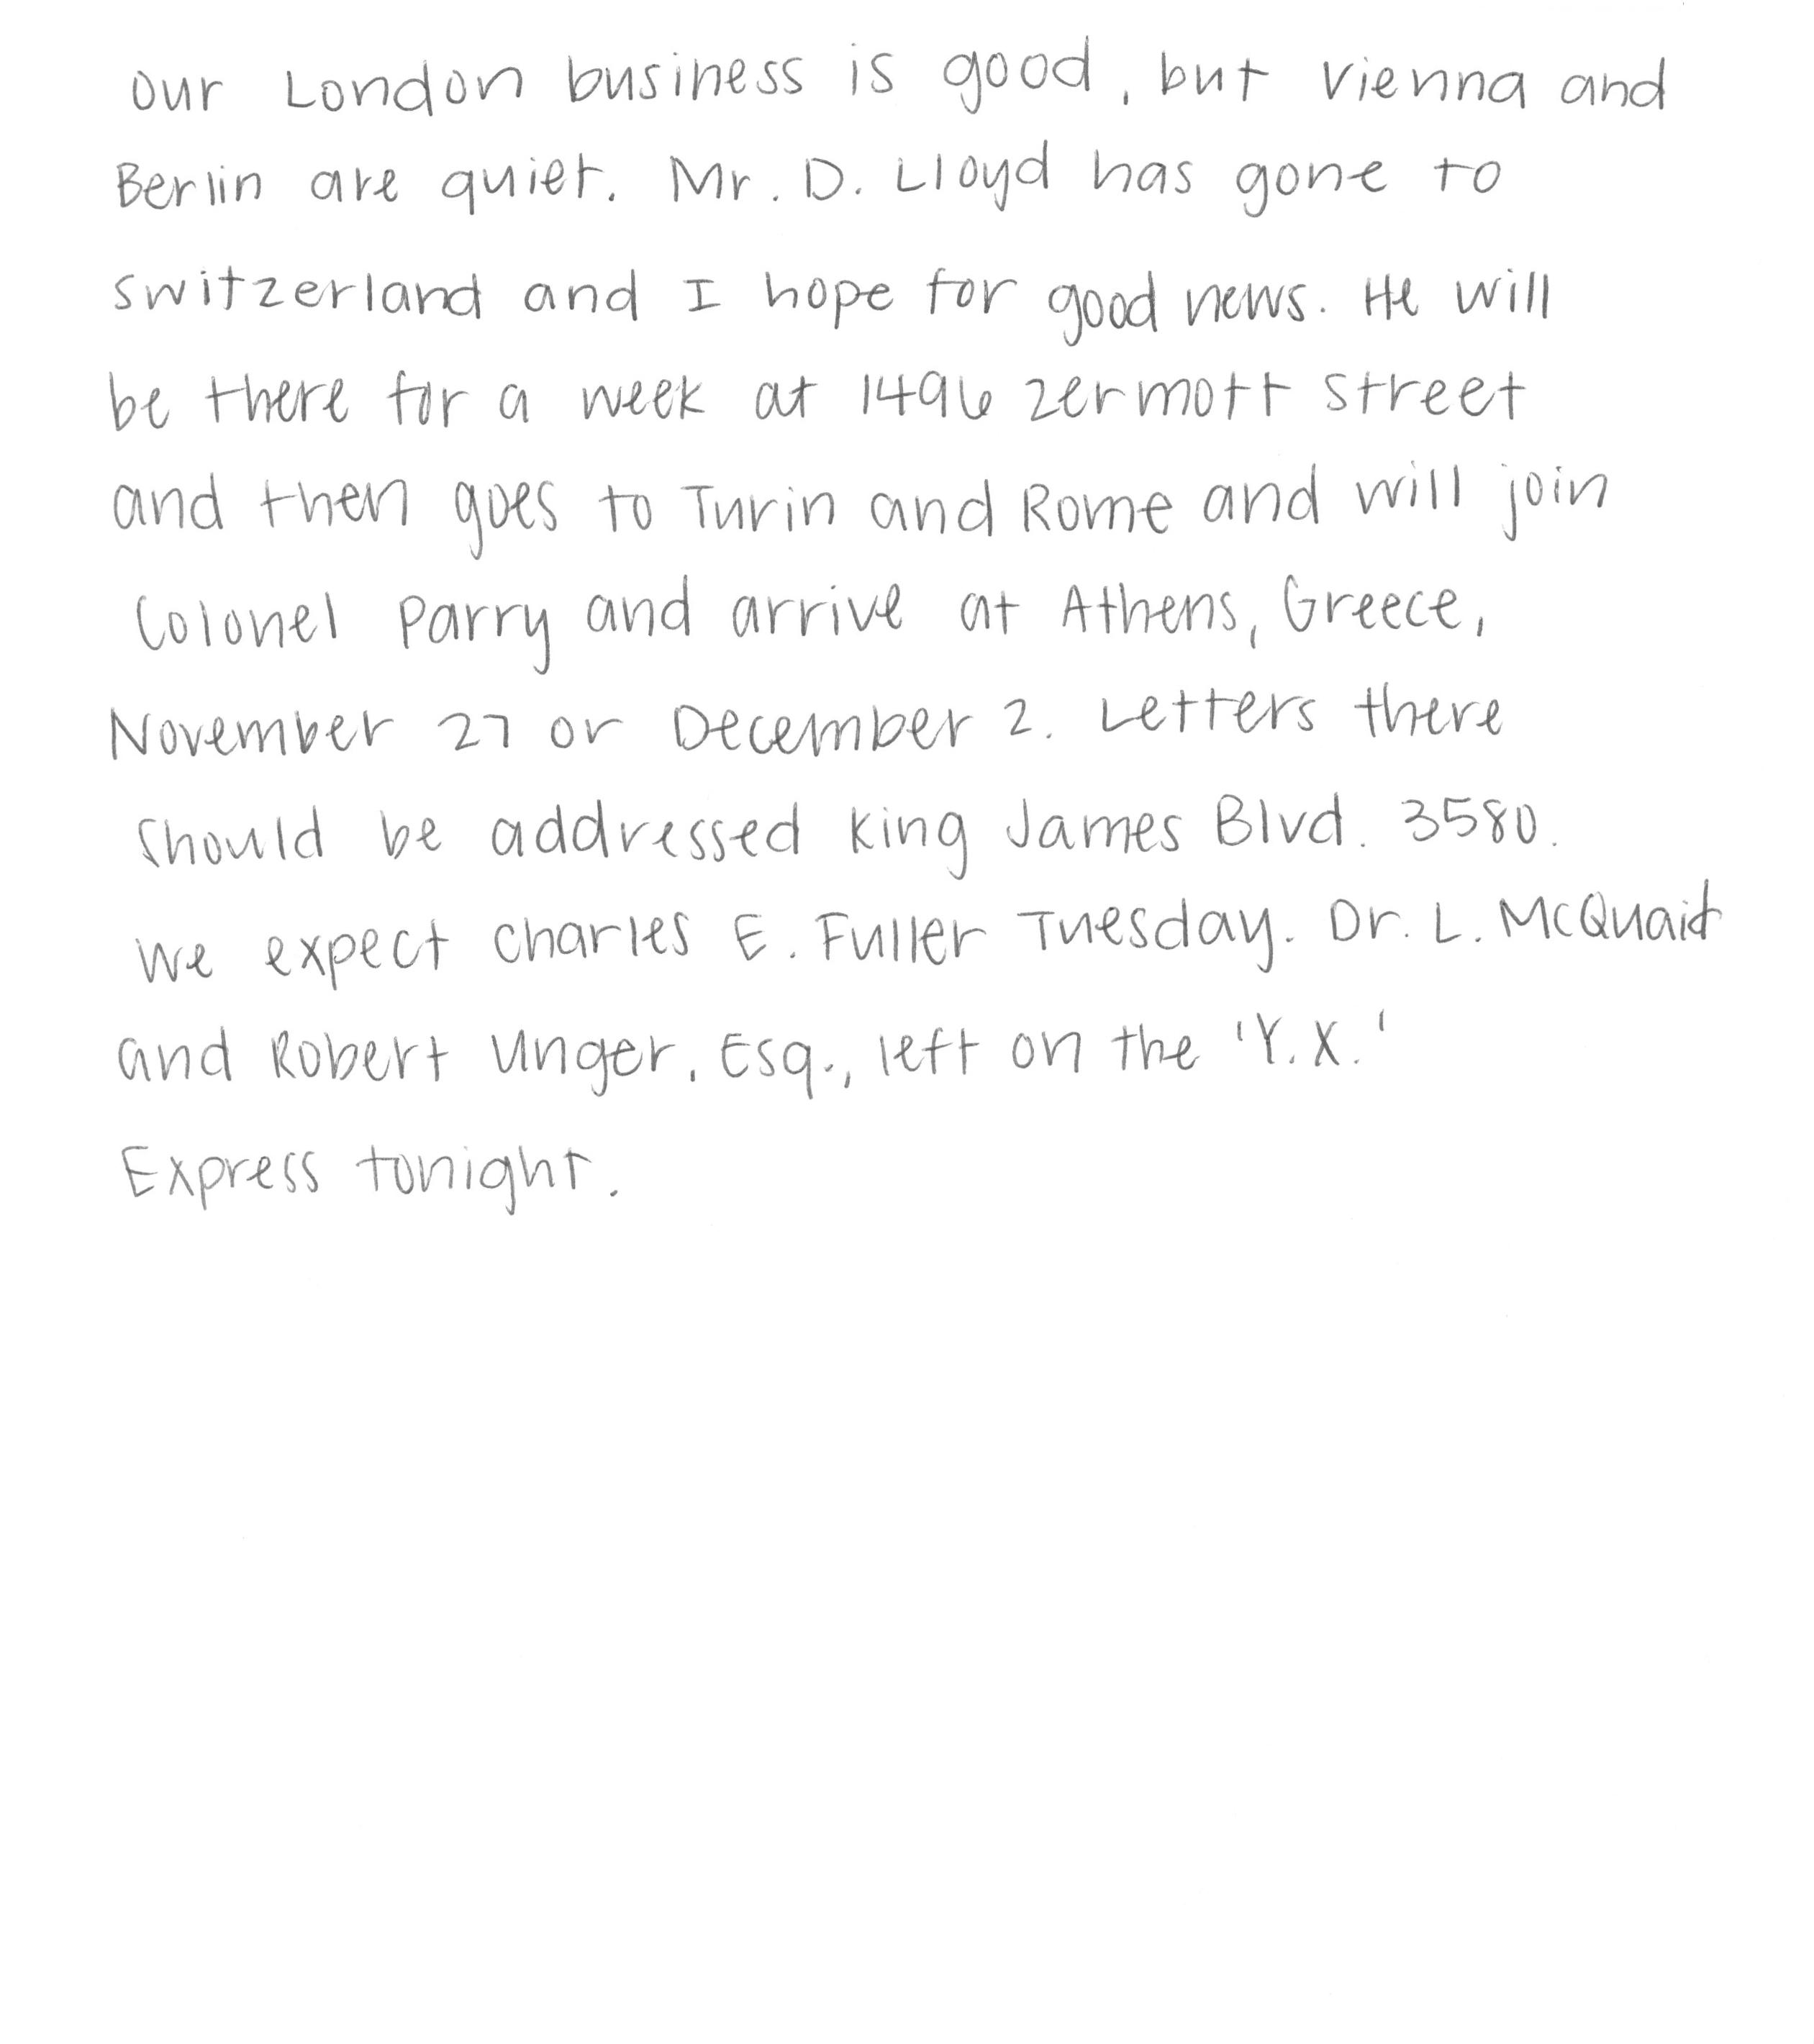 our London business is good, but Vienna and
Berlin are quiet. Mr. D. Lloyd has gone to
Switzerland and I hope for good news. He will
be there for a week at 1496 Zermott Street
and then goes to Turin and Rome and will join
Colonel Parry and arrive at Athens, Greece,
November 27 or December 2. Letters there
should be addressed King James Blvd. 3580.
We expect Charles E. Fuller Tuesday. Dr. L. McQuaid
and Robert Unger, Esq., left on the 'Y.X.'
Express tonight.